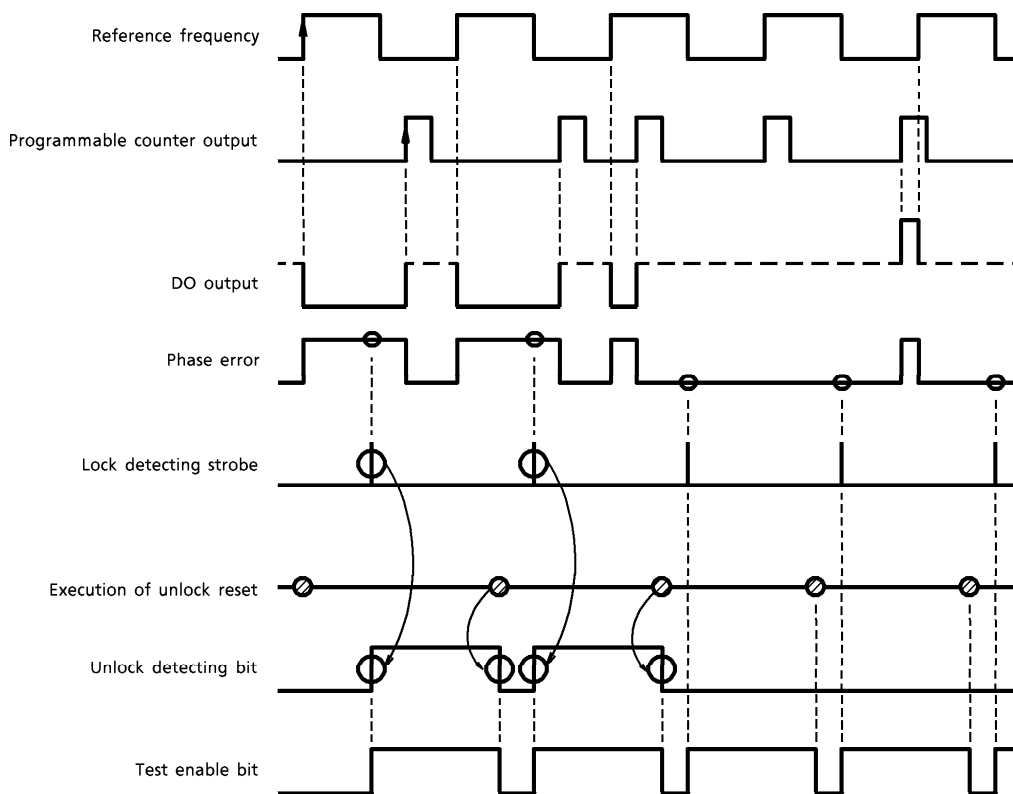 Reference frequency
Programmable counter output
DO output
Phase error
Lock detecting strobe
Execution of unlock reset
Unlock detecting bit
Test enable bit